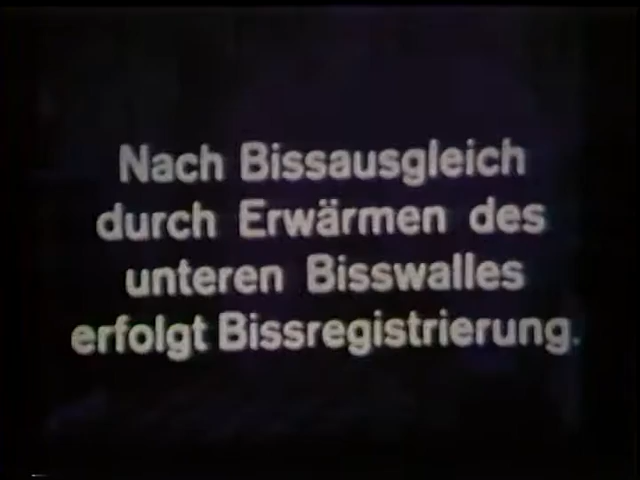 Nach Bissausgleich
durch Erwärmen des
unteren Bisswalles
erfolgt Bissregistrierung.